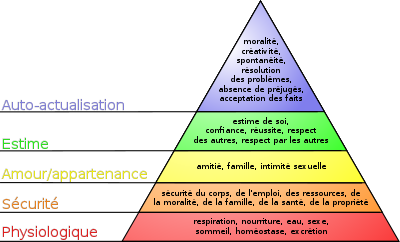 moralité,
créativité,
spontanéité,
résolution
des problèmes,
absence de préjugés,
acceptation des faits
Auto-actualisation
estime de soi,
confiance, réussite, respect
des autres, respect par les autres
Estime
amitié, famille, intimité sexuelle
Amour/appartenance
sécurité du corps, de l'emploi, des ressources, de
la moralité, de la famille, de la santé, de la propriété
Sécurité
respiration, nourriture, eau, sexe,
sommeil, homéostase, excrétion
Physiologique